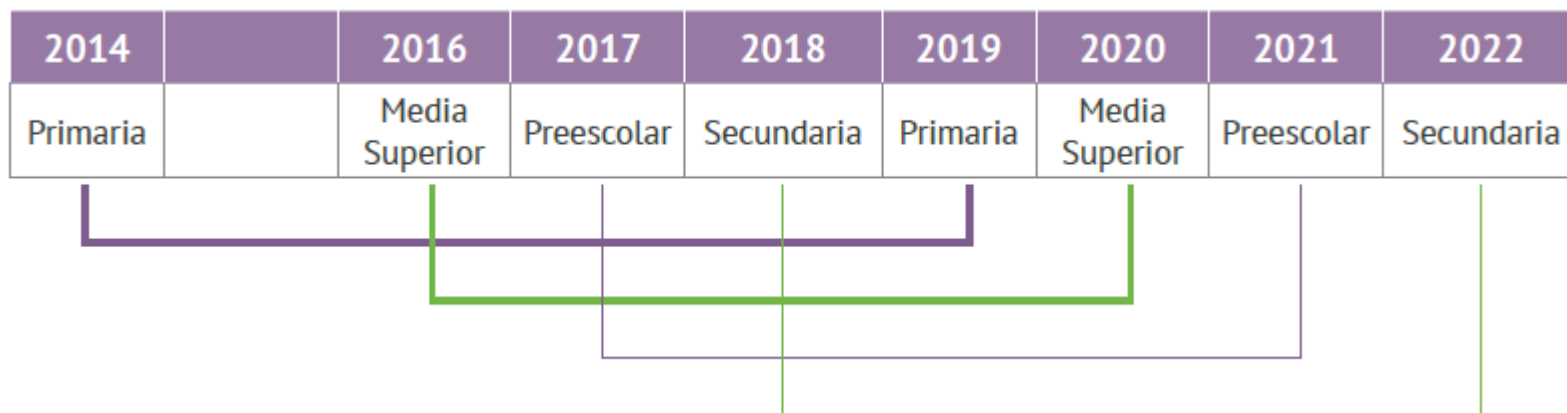 2014 2016 2017 2018 2019 2020 2021 2022
Primaria Media Superior Preescolar Secundaria Primaria Media Superior Preescolar Secundaria